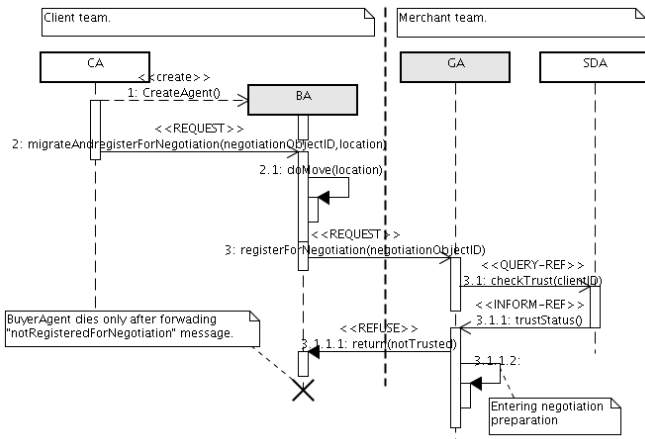 Client team.
Merchant team.
CA
GA
SDA
<<create>>
1: CreateAgent()
BA
<<REQUEST>>
2: migrateAndregisterForNegotiation(negotiationObjectID,location)
2.1: doMove(location)
<<REQUEST>>
3: registerForNegotiation(negotiationObjectID)
<<QUERY-REF>>
3.1: checkTrust(clientID)
<<INFORM-REF>>
3.1.1: trustStatus()
BuyerAgent dies only after forwading
"notRegisteredForNegotiation" message.
<<REFUSE>>
3.1.1.1: return(notTrusted)
3.1.1.2:
Entering negotiation
preparation